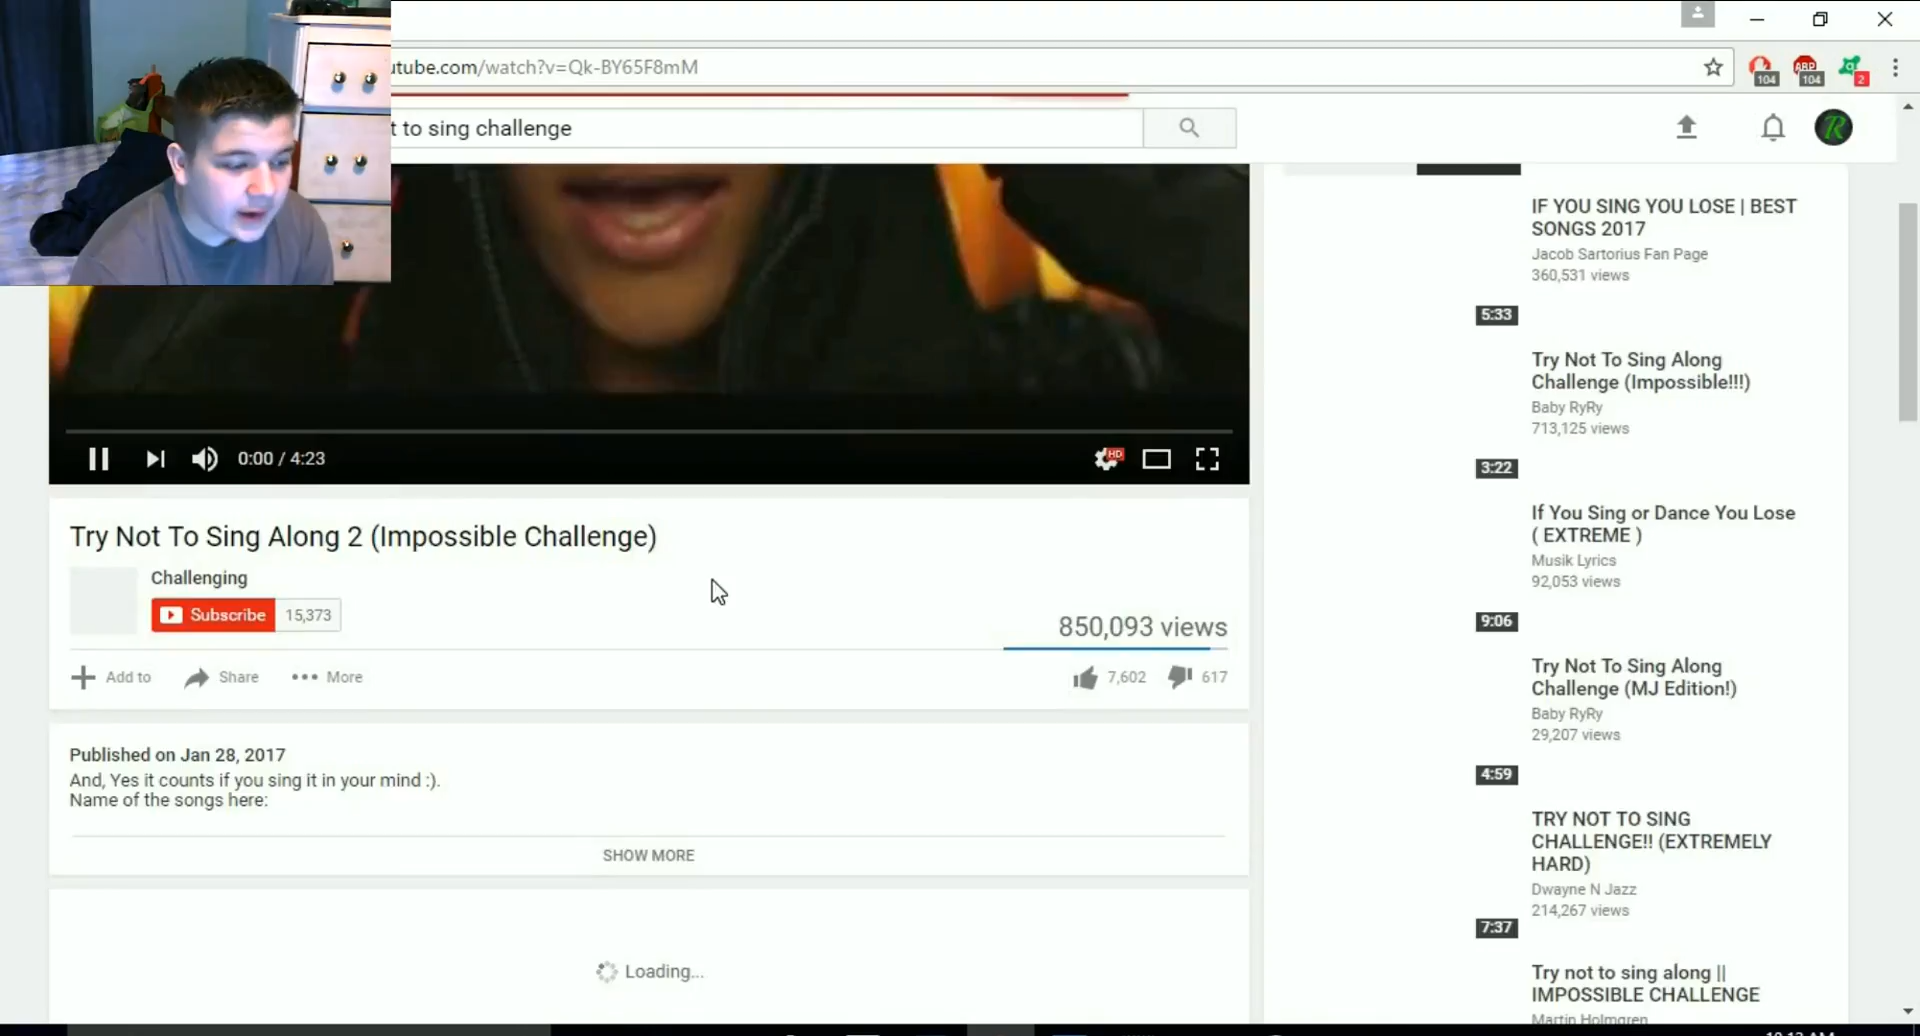 utube.com/watch?v=Qk-BY65F8mM
104
ABP
104
2
t to sing challenge
R
0:00 / 4:23
HD
Try Not To Sing Along 2 (Impossible Challenge)
Challenging
Subscribe 15,373
850,093 views
Add to Share More
7,602 617
Published on Jan 28, 2017
And, Yes it counts if you sing it in your mind :).
Name of the songs here:
SHOW MORE
Loading...
IF YOU SING YOU LOSE | BEST
SONGS 2017
Jacob Sartorius Fan Page
360,531 views
5:33
Try Not To Sing Along
Challenge (Impossible!!!)
Baby RyRy
713,125 views
3:22
If You Sing or Dance You Lose
( EXTREME )
Musik Lyrics
92,053 views
9:06
Try Not To Sing Along
Challenge (MJ Edition!)
Baby RyRy
29,207 views
4:59
TRY NOT TO SING
CHALLENGE!! (EXTREMELY
HARD)
Dwayne N Jazz
214,267 views
7:37
Try not to sing along ||
IMPOSSIBLE CHALLENGE
Martin Holmgren